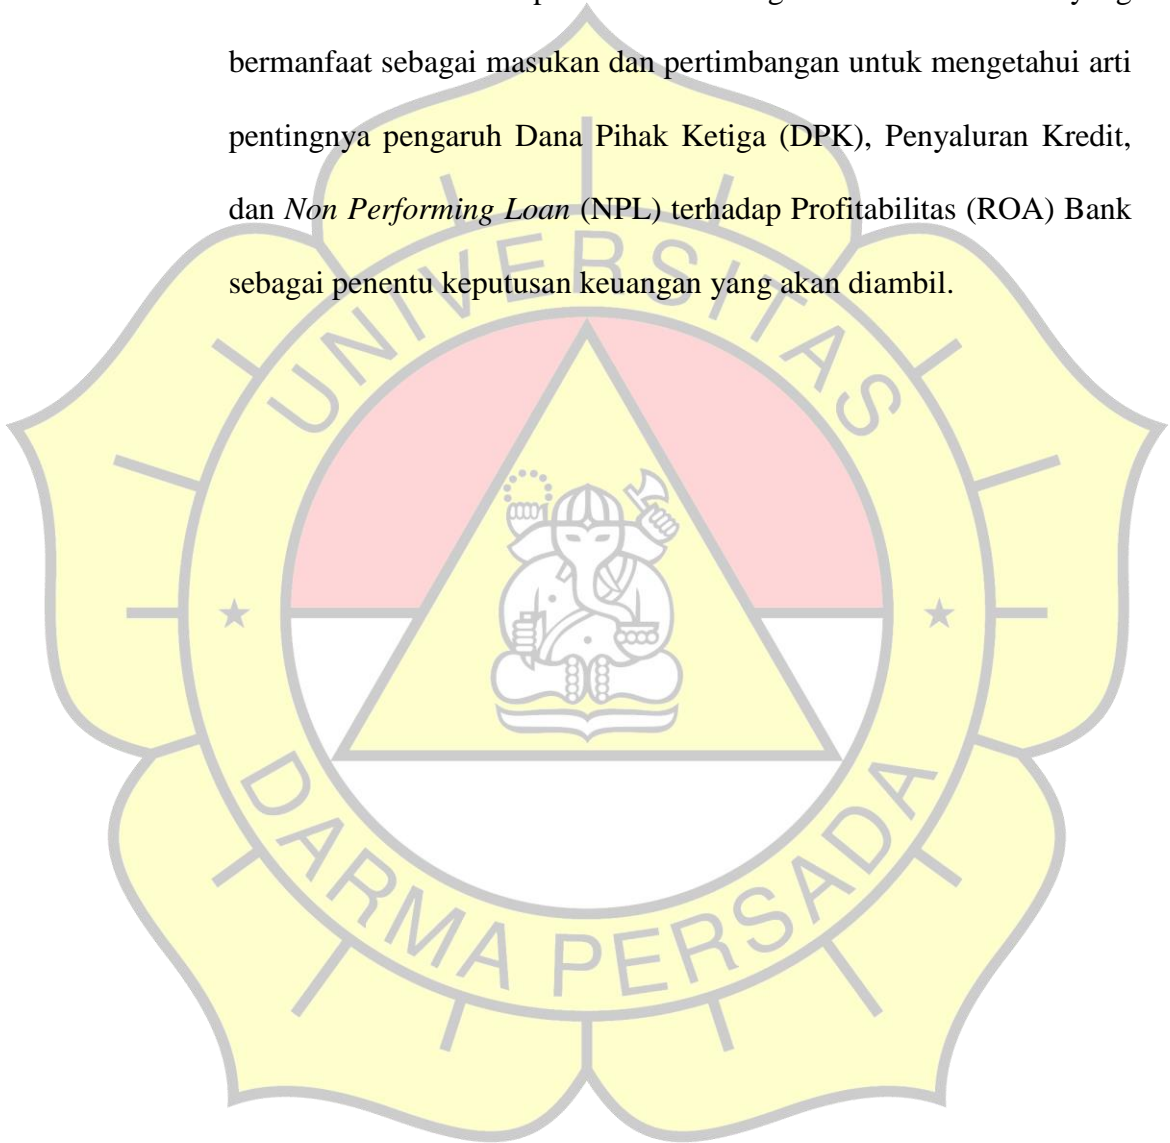 bermanfaat sebagai masukan dan pertimbangan untuk mengetahui arti
pentingnya pengaruh Dana Pihak Ketiga (DPK), Penyaluran Kredit,
dan Non Performing Loan (NPL) terhadap Profitabilitas (ROA) Bank
sebagai penentu keputusan keuangan yang akan diambil.
UNIVERSITAS
DARMA PERSADA